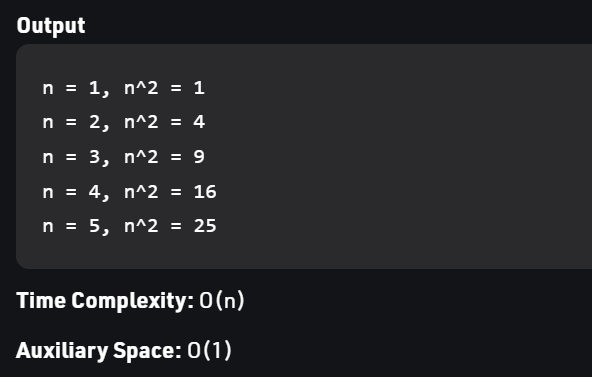 Output
n = 1, n^2 = 1
n = 2, n^2 = 4
n = 3, n^2 = 9
n = 4, n^2 = 16
n = 5, n^2 = 25
Time Complexity: O(n)
Auxiliary Space: O(1)